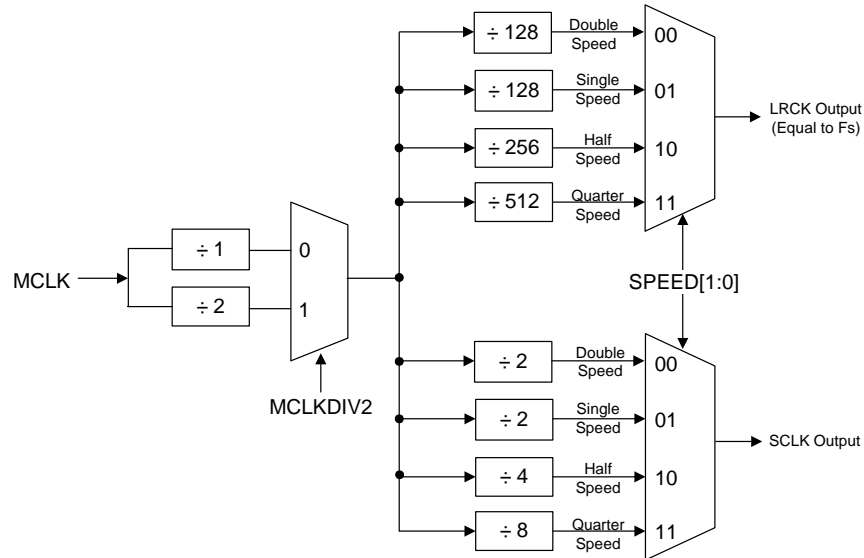 ÷ 128
Double
Speed
00
÷ 128
Single
Speed
01
LRCK Output
(Equal to Fs)
÷ 256
Half
Speed
10
÷ 512
Quarter
Speed
11
MCLK
÷ 1
0
÷ 2
1
MCLKDIV2
SPEED[1:0]
÷ 2
Double
Speed
00
÷ 2
Single
Speed
01
SCLK Output
÷ 4
Half
Speed
10
÷ 8
Quarter
Speed
11